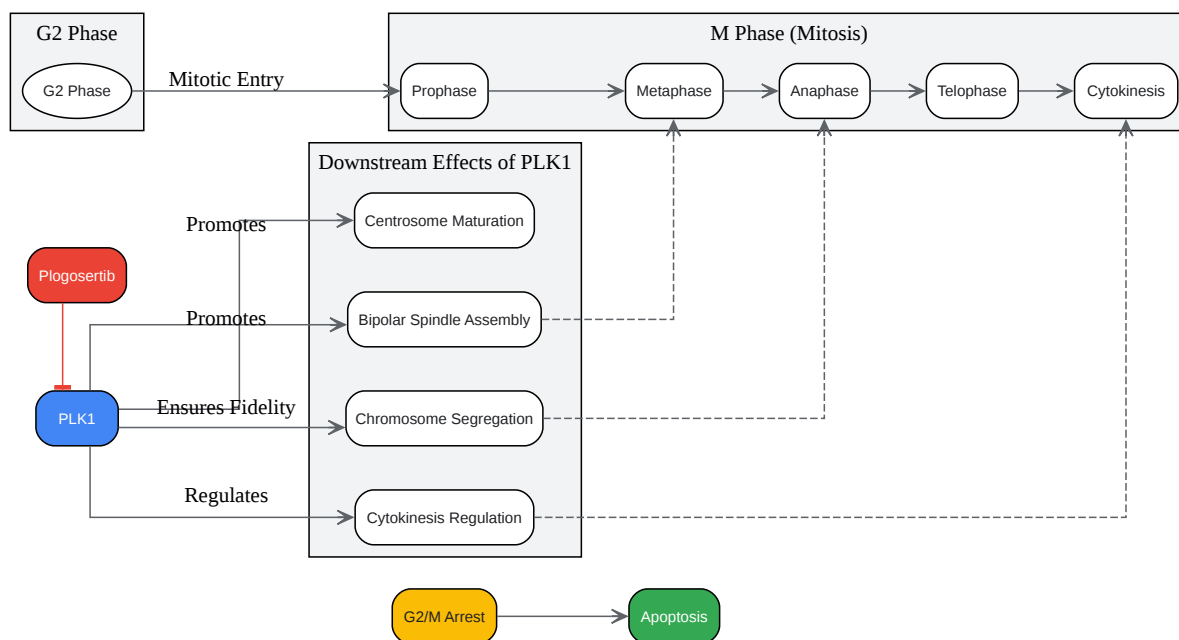 G2 Phase
M Phase (Mitosis)
G2 Phase
Mitotic Entry
Prophase
Metaphase
Anaphase
Telophase
Cytokinesis
Downstream Effects of PLK1
Promotes
Centrosome Maturation
Plogosertib
Promotes
Bipolar Spindle Assembly
PLK1
Ensures Fidelity
Chromosome Segregation
Regulates
Cytokinesis Regulation
G2/M Arrest
Apoptosis